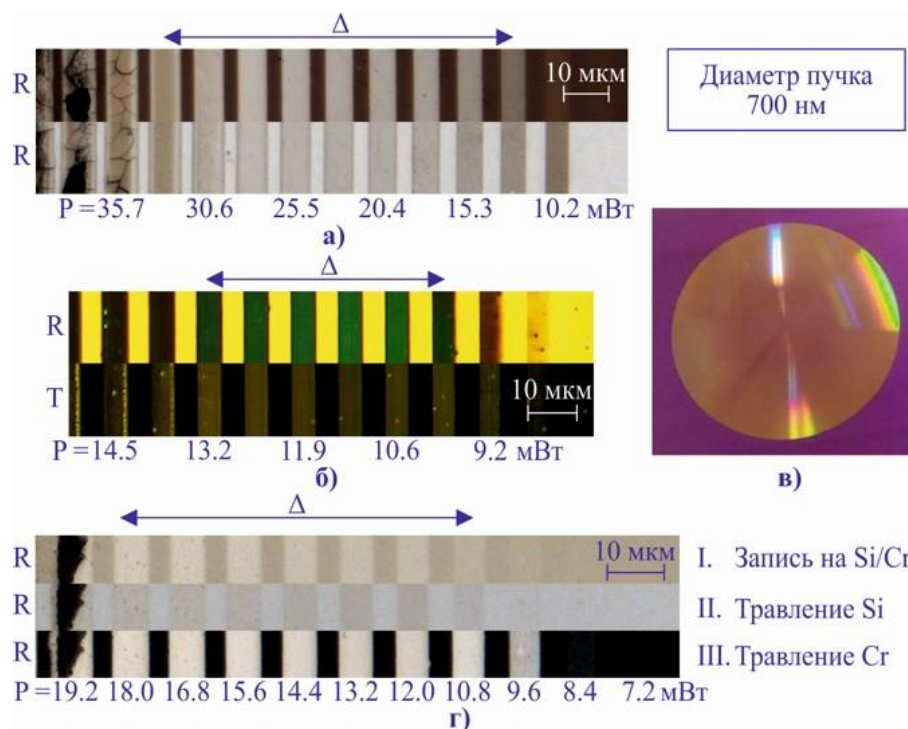 Δ
R
10 мкм
R
P = 35.7 30.6 25.5 20.4 15.3 10.2 мВт
а)
Диаметр пучка
700 нм
Δ
R
T
10 мкм
P = 14.5 13.2 11.9 10.6 9.2 мВт
б)
в)
Δ
R
10 мкм
I. Запись на Si/Cr
R
II. Травление Si
R
III. Травление Cr
P = 19.2 18.0 16.8 15.6 14.4 13.2 12.0 10.8 9.6 8.4 7.2 мВт
г)